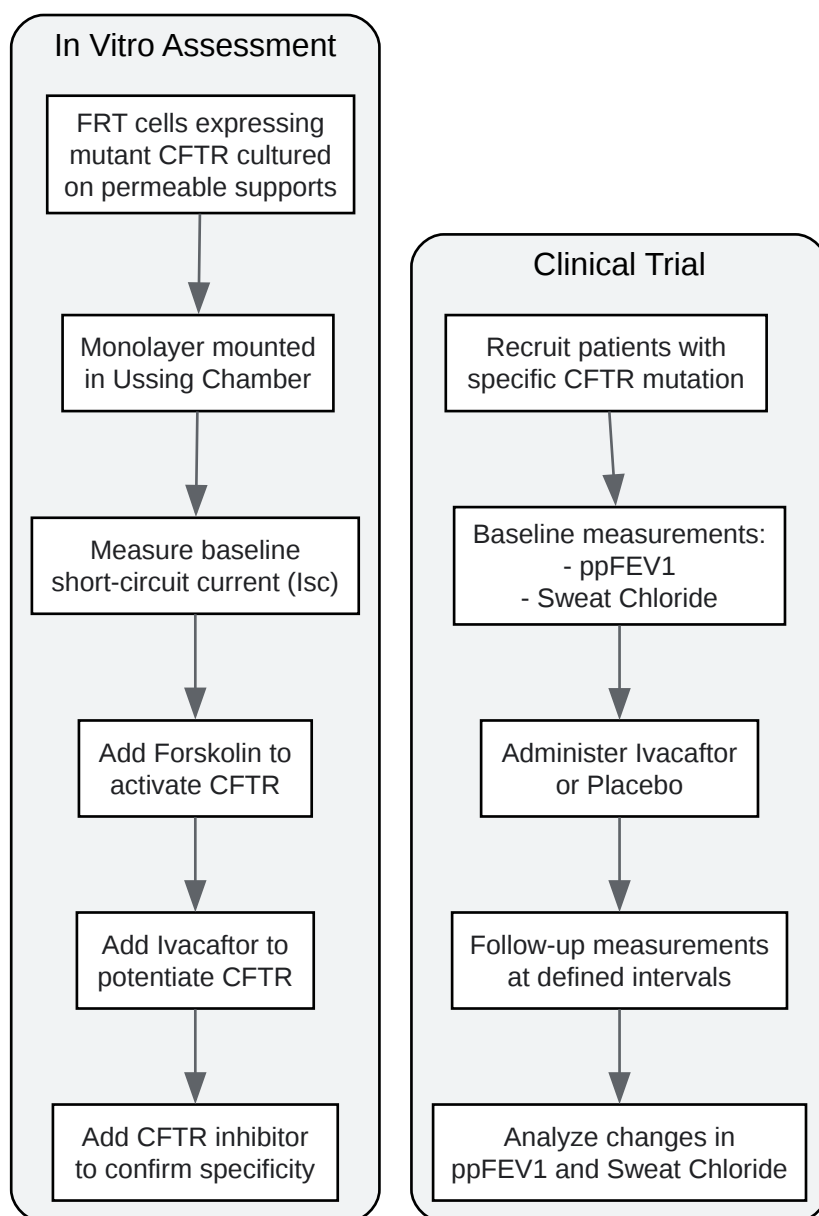 In Vitro Assessment
FRT cells expressing
mutant CFTR cultured
on permeable supports
Monolayer mounted
in Ussing Chamber
Measure baseline
short-circuit current (Isc)
Add Forskolin to
activate CFTR
Add Ivacaftor to
potentiate CFTR
Add CFTR inhibitor
to confirm specificity
Clinical Trial
Recruit patients with
specific CFTR mutation
Baseline measurements:
- ppFEV1
- Sweat Chloride
Administer Ivacaftor
or Placebo
Follow-up measurements
at defined intervals
Analyze changes in
ppFEV1 and Sweat Chloride